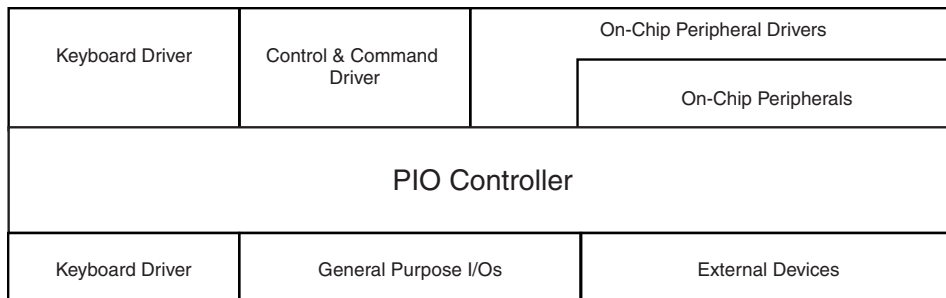 Keyboard Driver
Control & Command
Driver
On-Chip Peripheral Drivers
On-Chip Peripherals
PIO Controller
Keyboard Driver
General Purpose I/Os
External Devices